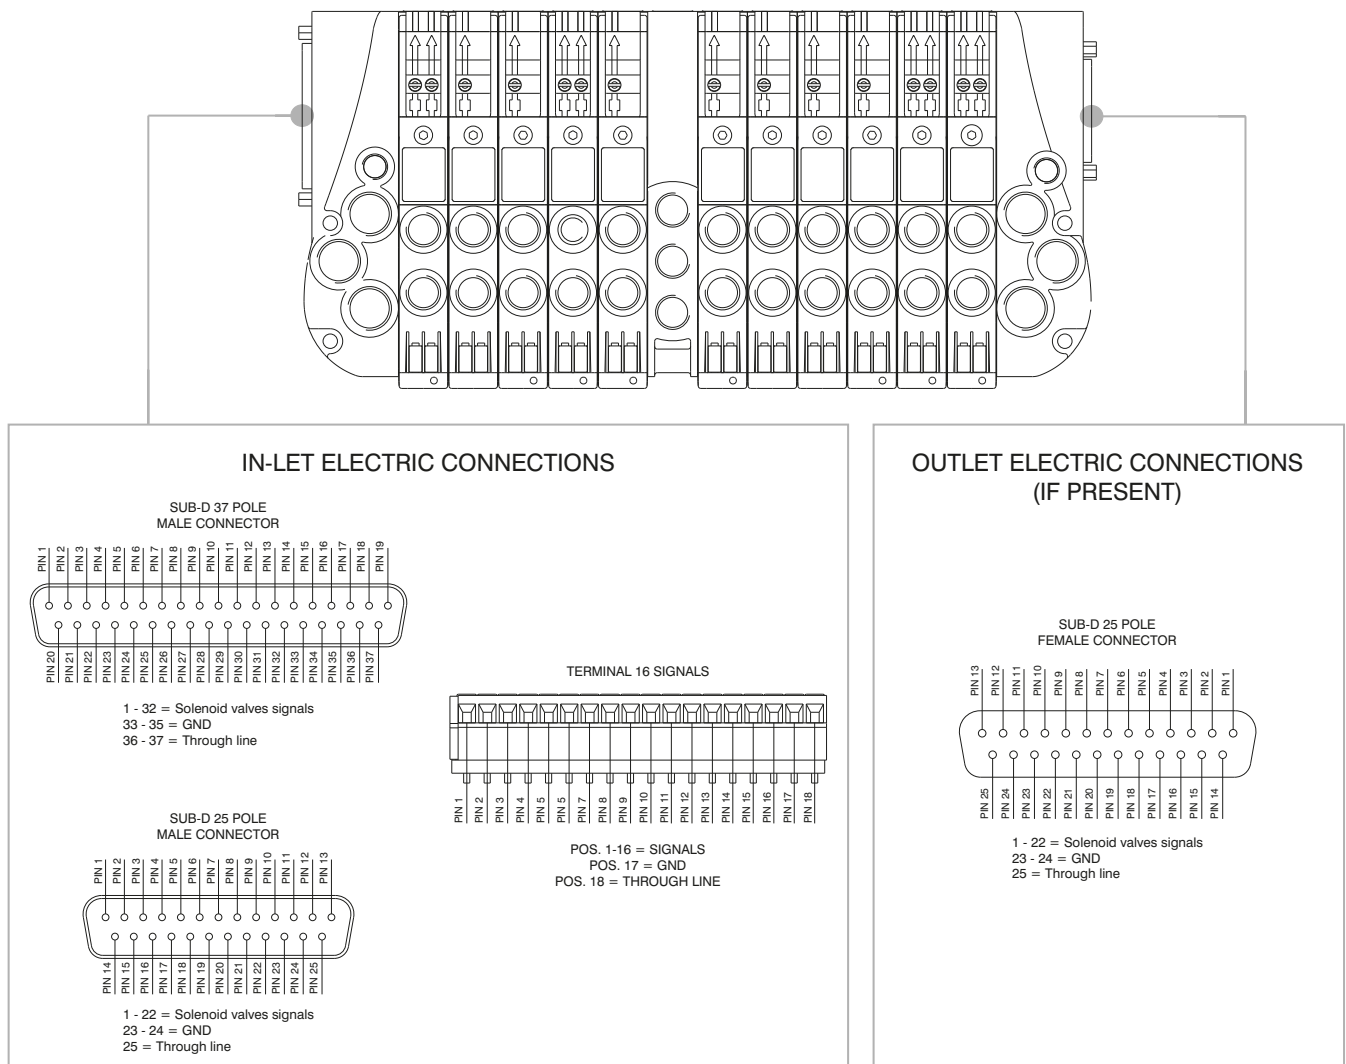 IN-LET ELECTRIC CONNECTIONS
SUB-D 37 POLE
MALE CONNECTOR
PIN 1 PIN 2 PIN 3 PIN 4 PIN 5 PIN 6 PIN 7 PIN 8 PIN 9 PIN 10 PIN 11 PIN 12 PIN 13 PIN 14 PIN 15 PIN 16 PIN 17 PIN 18 PIN 19
PIN 20 PIN 21 PIN 22 PIN 23 PIN 24 PIN 25 PIN 26 PIN 27 PIN 28 PIN 29 PIN 30 PIN 31 PIN 32 PIN 33 PIN 34 PIN 35 PIN 36 PIN 37
1 - 32 = Solenoid valves signals
33 - 35 = GND
36 - 37 = Through line
SUB-D 25 POLE
MALE CONNECTOR
PIN 1 PIN 2 PIN 3 PIN 4 PIN 5 PIN 6 PIN 7 PIN 8 PIN 9 PIN 10 PIN 11 PIN 12 PIN 13
PIN 14 PIN 15 PIN 16 PIN 17 PIN 18 PIN 19 PIN 20 PIN 21 PIN 22 PIN 23 PIN 24 PIN 25
1 - 22 = Solenoid valves signals
23 - 24 = GND
25 = Through line
TERMINAL 16 SIGNALS
PIN 1 PIN 2 PIN 3 PIN 4 PIN 5 PIN 5 PIN 7 PIN 8 PIN 9 PIN 10 PIN 11 PIN 12 PIN 13 PIN 14 PIN 15 PIN 16 PIN 17 PIN 18
POS. 1-16 = SIGNALS
POS. 17 = GND
POS. 18 = THROUGH LINE
OUTLET ELECTRIC CONNECTIONS
(IF PRESENT)
SUB-D 25 POLE
FEMALE CONNECTOR
PIN 13 PIN 12 PIN 11 PIN 10 PIN 9 PIN 8 PIN 7 PIN 6 PIN 5 PIN 4 PIN 3 PIN 2 PIN 1
PIN 25 PIN 24 PIN 23 PIN 22 PIN 21 PIN 20 PIN 19 PIN 18 PIN 17 PIN 16 PIN 15 PIN 14
1 - 22 = Solenoid valves signals
23 - 24 = GND
25 = Through line